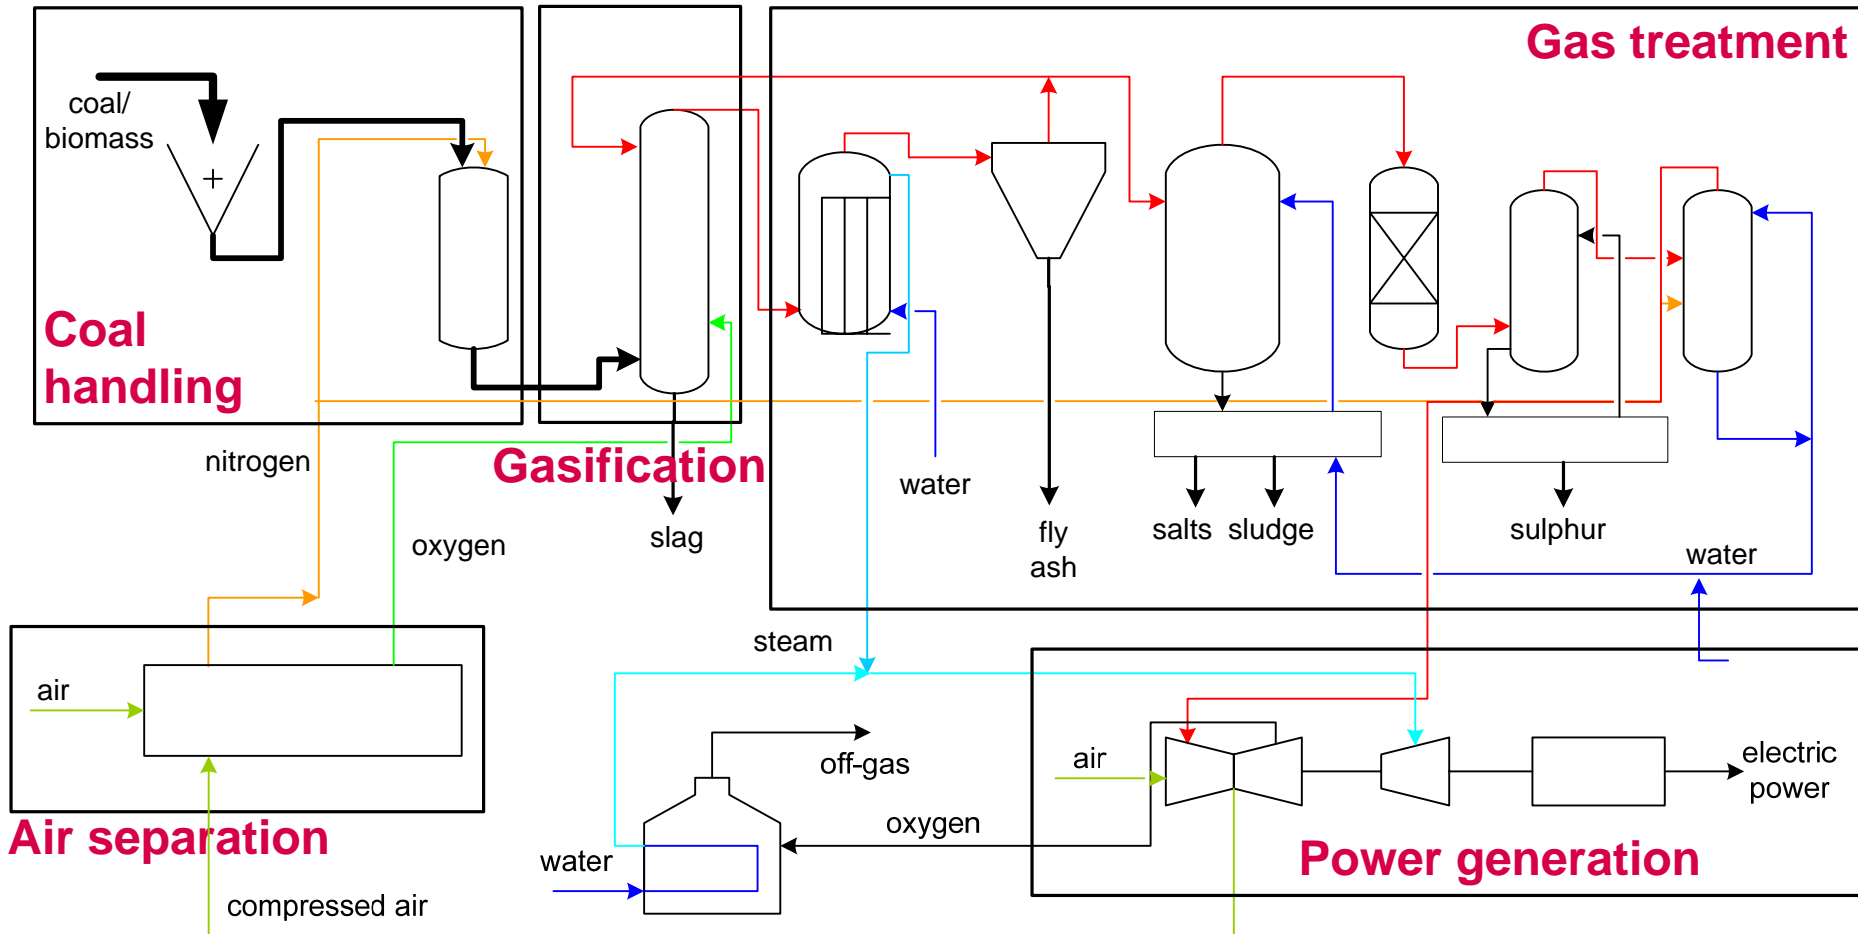 Gas treatment
coal/
biomass
Coal
handling
nitrogen
oxygen
Gasification
slag
water
fly
ash
salts
sludge
sulphur
water
steam
air
Air separation
compressed air
off-gas
oxygen
water
air
electric
power
Power generation